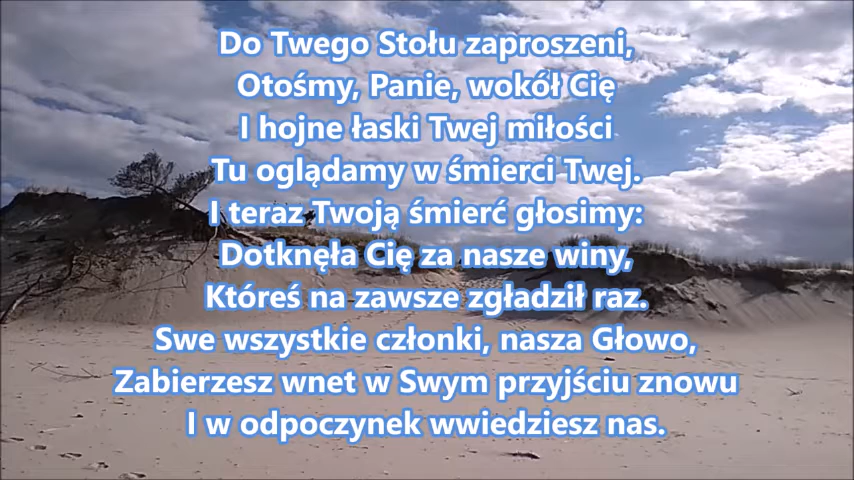 Do Twego Stołu zaproszeni,
Otośmy, Panie, wokół Cię
I hojne łaski Twej miłości
Tu oglądamy w śmierci Twej.
I teraz Twoją śmierć głosimy:
Dotknęła Cię za nasze winy,
Któreś na zawsze zgładził raz.
Swe wszystkie członki, nasza Głowo,
Zabierzesz wnet w Swym przyjściu znowu
I w odpoczynek wwiedziesz nas.